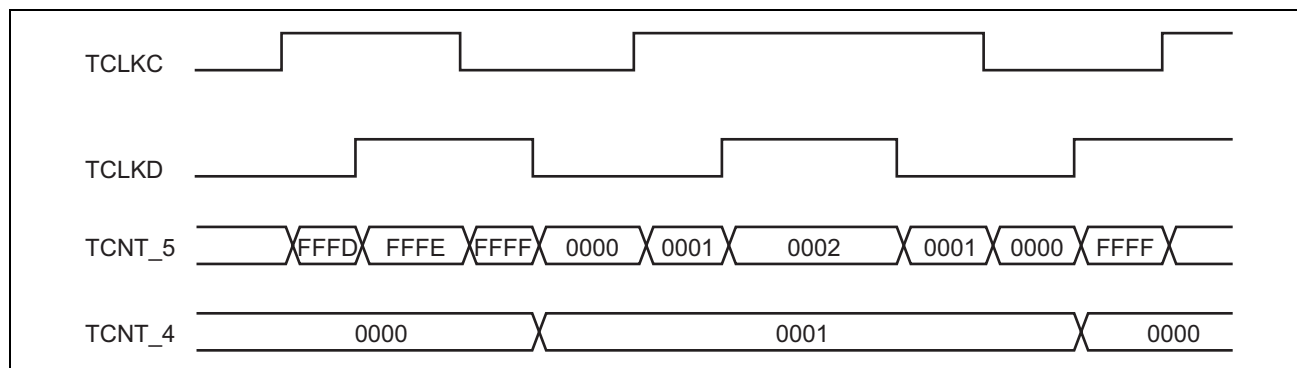 TCLKC
TCLKD
TCNT_5 FFFD FFFE FFFF 0000 0001 0002 0001 0000 FFFF
TCNT_4 0000 0001 0000